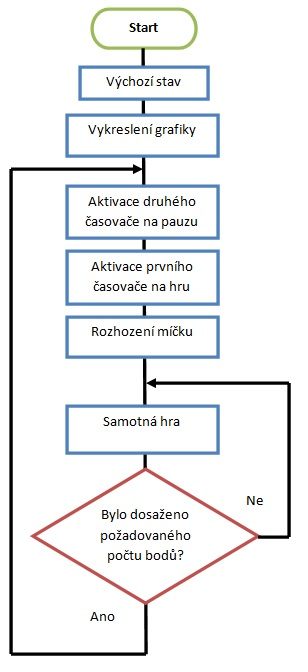 Start
Výchozí stav
Vykreslení grafiky
Aktivace druhého
časovače na pauzu
Aktivace prvního
časovače na hru
Rozhození míčku
Samotná hra
Bylo dosaženo
požadovaného
počtu bodů?
Ne
Ano